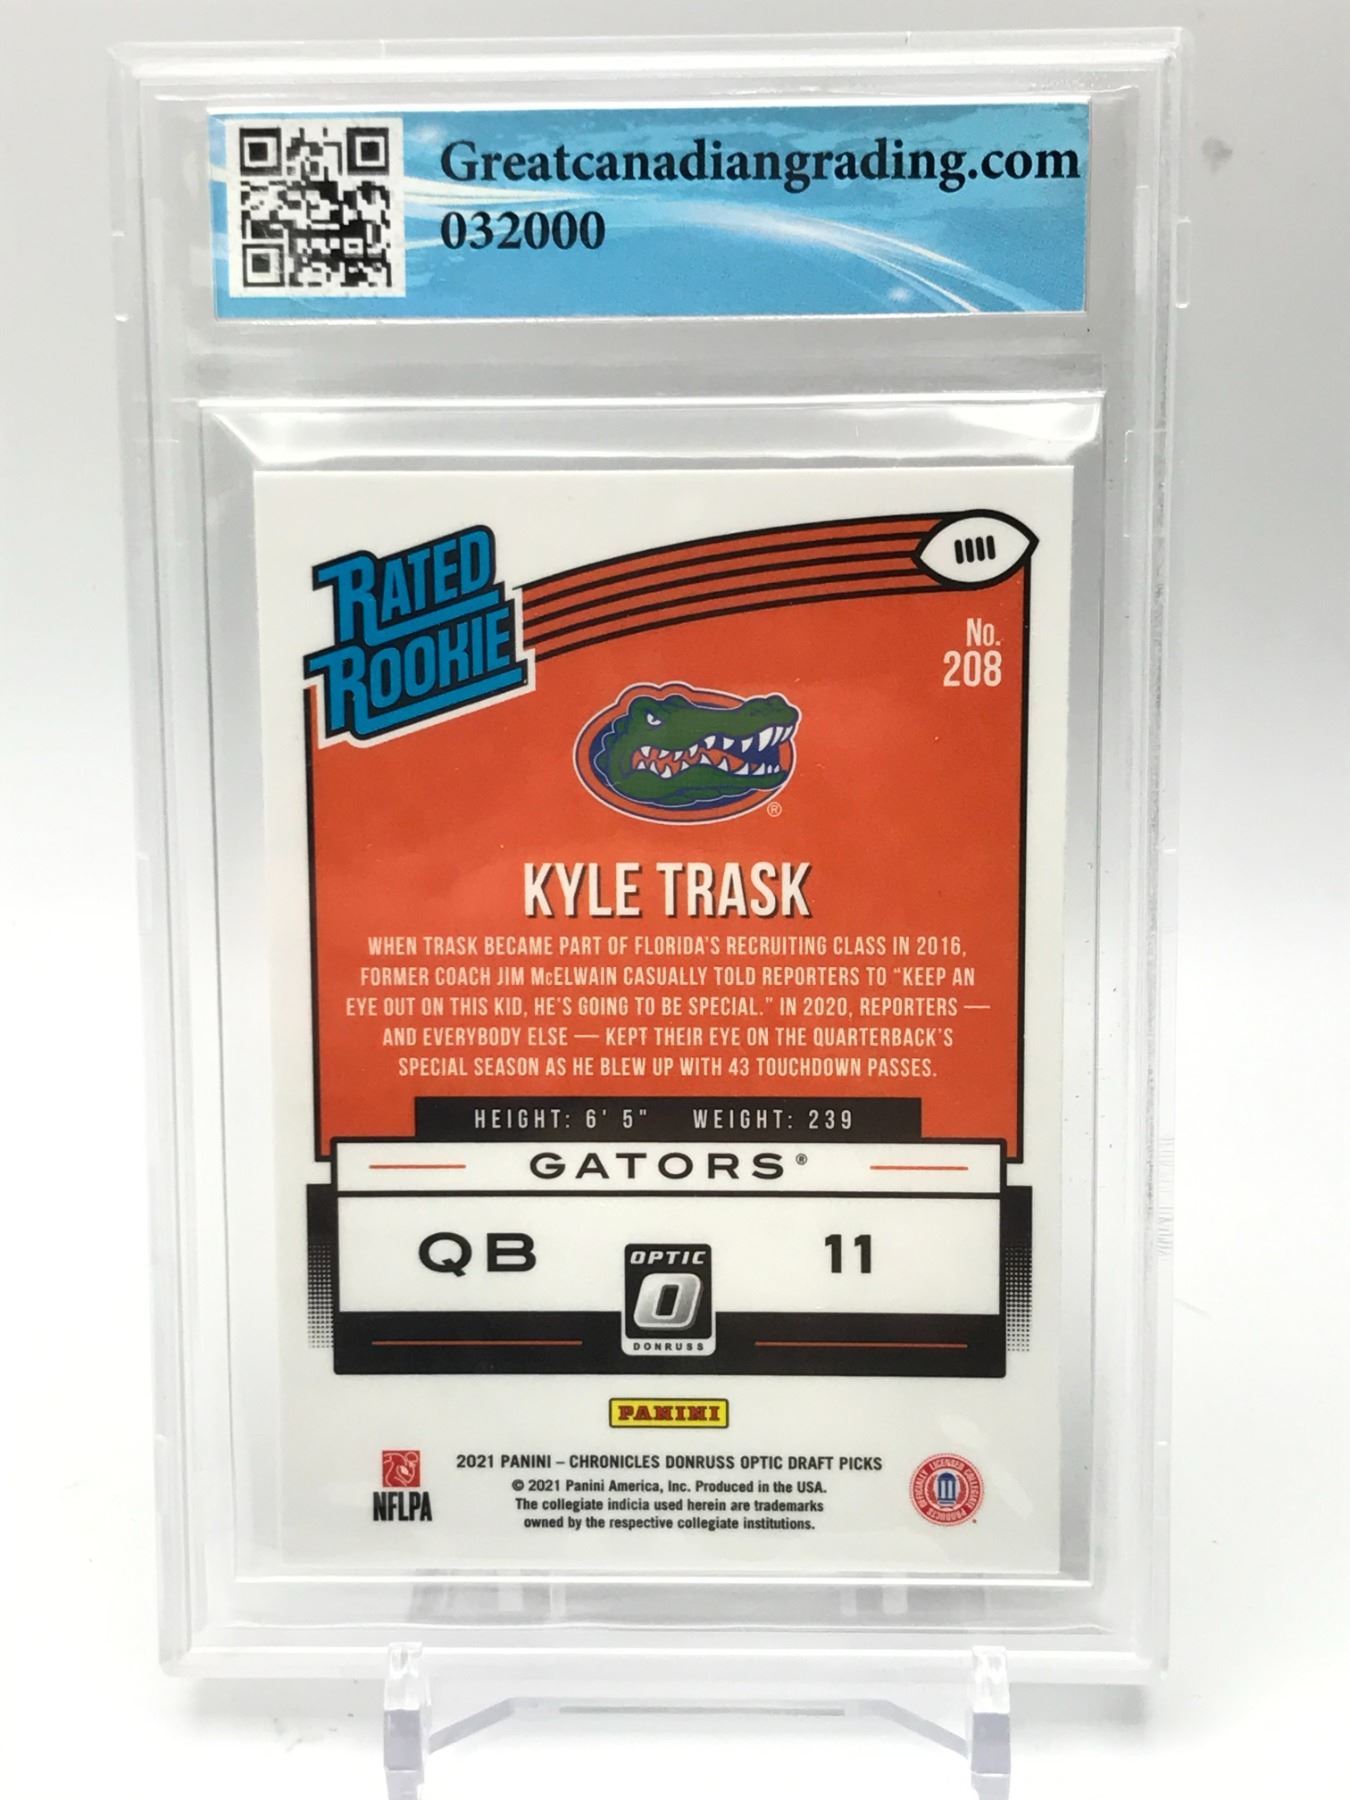 Greatcanadiangrading.com
032000
RATED
ROOKIE
No.
208
®
KYLE TRASK
WHEN TRASK BECAME PART OF FLORIDA'S RECRUITING CLASS IN 2016,
FORMER COACH JIM McELWAIN CASUALLY TOLD REPORTERS TO "KEEP AN
EYE OUT ON THIS KID, HE'S GOING TO BE SPECIAL." IN 2020, REPORTERS —
AND EVERYBODY ELSE — KEPT THEIR EYE ON THE QUARTERBACK'S
SPECIAL SEASON AS HE BLEW UP WITH 43 TOUCHDOWN PASSES.
HEIGHT: 6' 5" WEIGHT: 239
GATORS®
QB
11
OPTIC
O
DONRUSS
PANINI
2021 PANINI – CHRONICLES DONRUSS OPTIC DRAFT PICKS
© 2021 Panini America, Inc. Produced in the USA.
The collegiate indicia used herein are trademarks
owned by the respective collegiate institutions.
NFLPA
OFFICIALLY LICENSED COLLEGIATE PRODUCTS